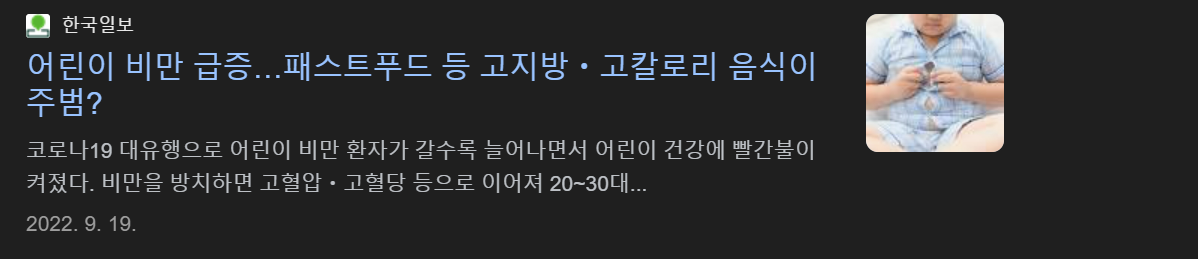 한국일보
어린이 비만 급증...패스트푸드 등 고지방・고칼로리 음식이
주범?
코로나19 대유행으로 어린이 비만 환자가 갈수록 늘어나면서 어린이 건강에 빨간불이
켜졌다. 비만을 방치하면 고혈압・고혈당 등으로 이어져 20~30대...
2022. 9. 19.